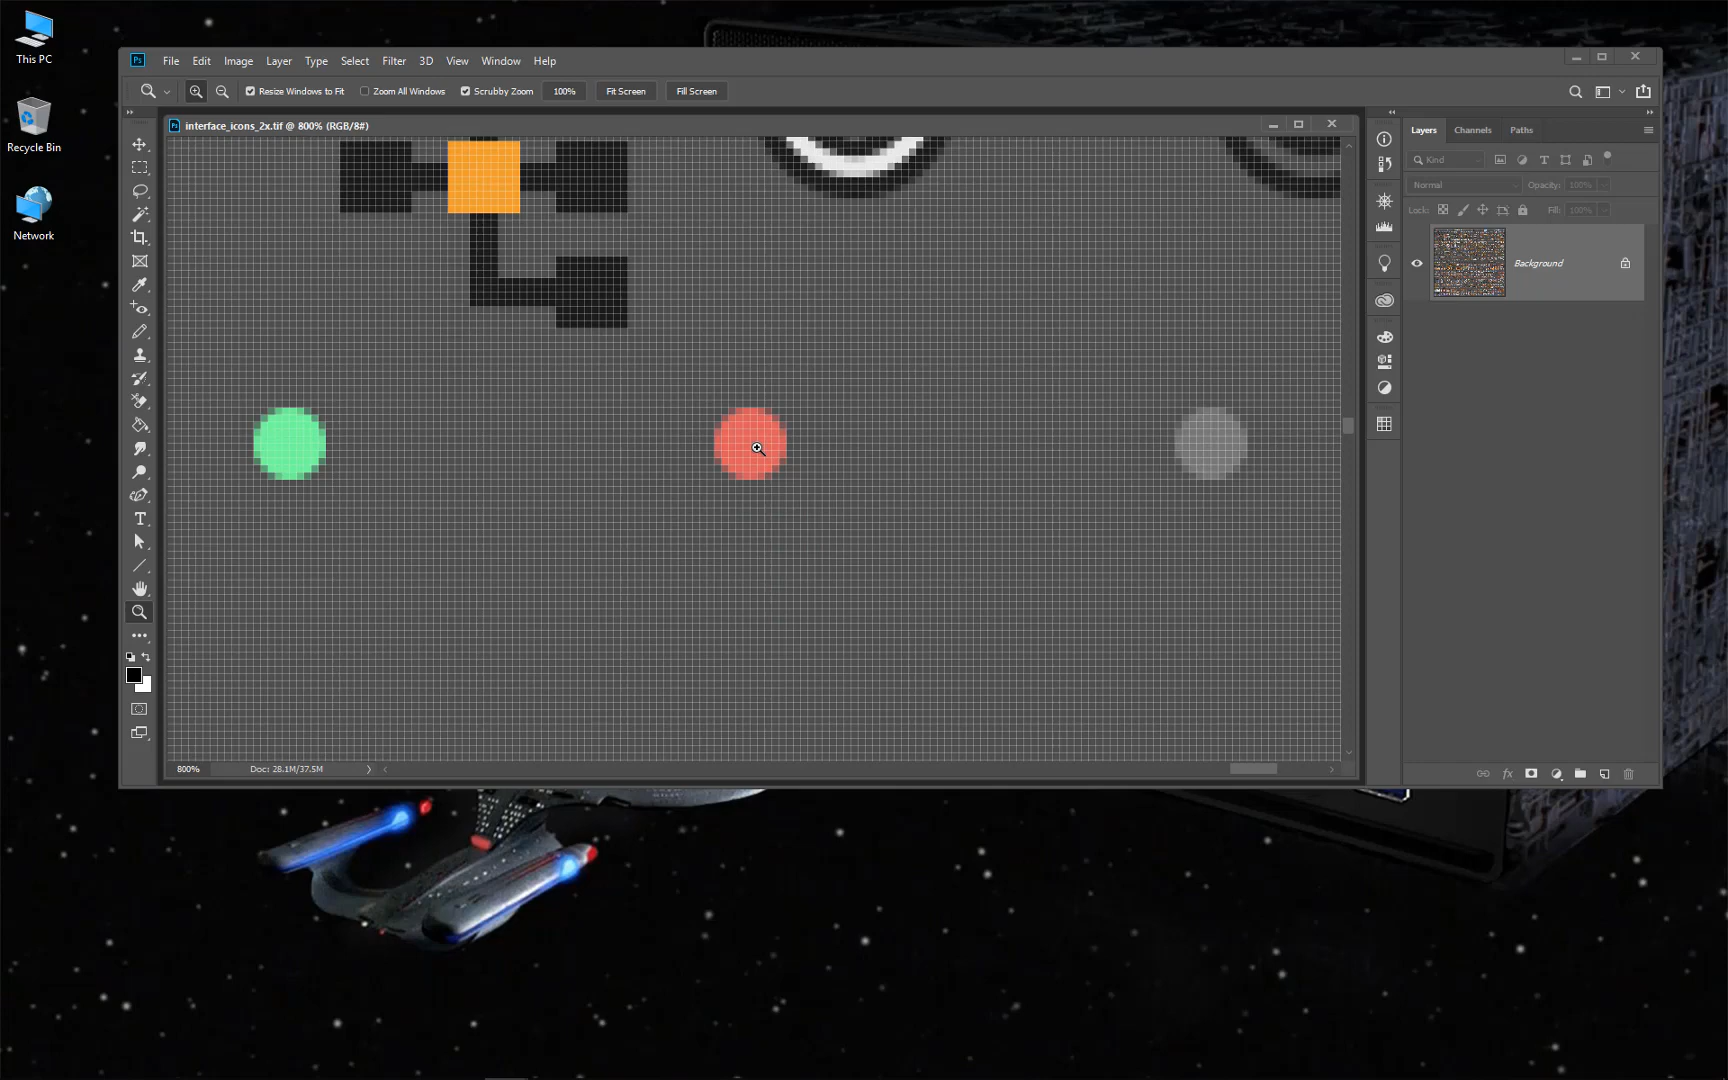 This PC
Recycle Bin
Network
Ps File Edit Image Layer Type Select Filter 3D View Window Help
Resize Windows to Fit Zoom All Windows Scrubby Zoom 100% Fit Screen Fill Screen
Ps interface_icons_2x.tif @ 800% (RGB/8#)
800% Doc: 28.1M/37.5M
Layers Channels Paths
Kind
Normal Opacity: 100%
Lock: Fill: 100%
Background
fx